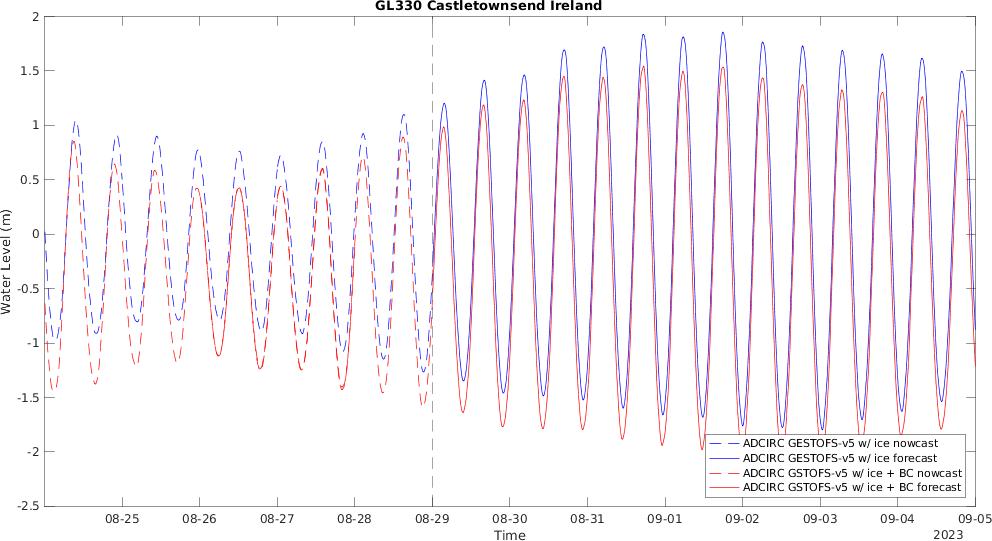 GL330 Castletownsend Ireland
2
1.5
1
0.5
0
-0.5
-1
-1.5
-2
-2.5
Water Level (m)
ADCIRC GESTOFS-v5 w/ ice nowcast
ADCIRC GESTOFS-v5 w/ ice forecast
ADCIRC GSTOFS-v5 w/ ice + BC nowcast
ADCIRC GSTOFS-v5 w/ ice + BC forecast
08-25 08-26 08-27 08-28 08-29 08-30 08-31 09-01 09-02 09-03 09-04 09-05
Time
2023